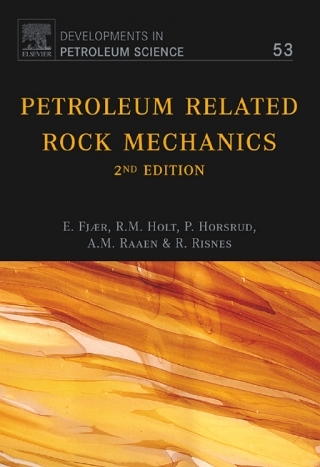 DEVELOPMENTS IN
PETROLEUM SCIENCE
53
ELSEVIER
PETROLEUM RELATED
ROCK MECHANICS
2ND EDITION
E. FJÆR, R.M. HOLT, P. HORSRUD,
A.M. RAAEN & R. RISNES